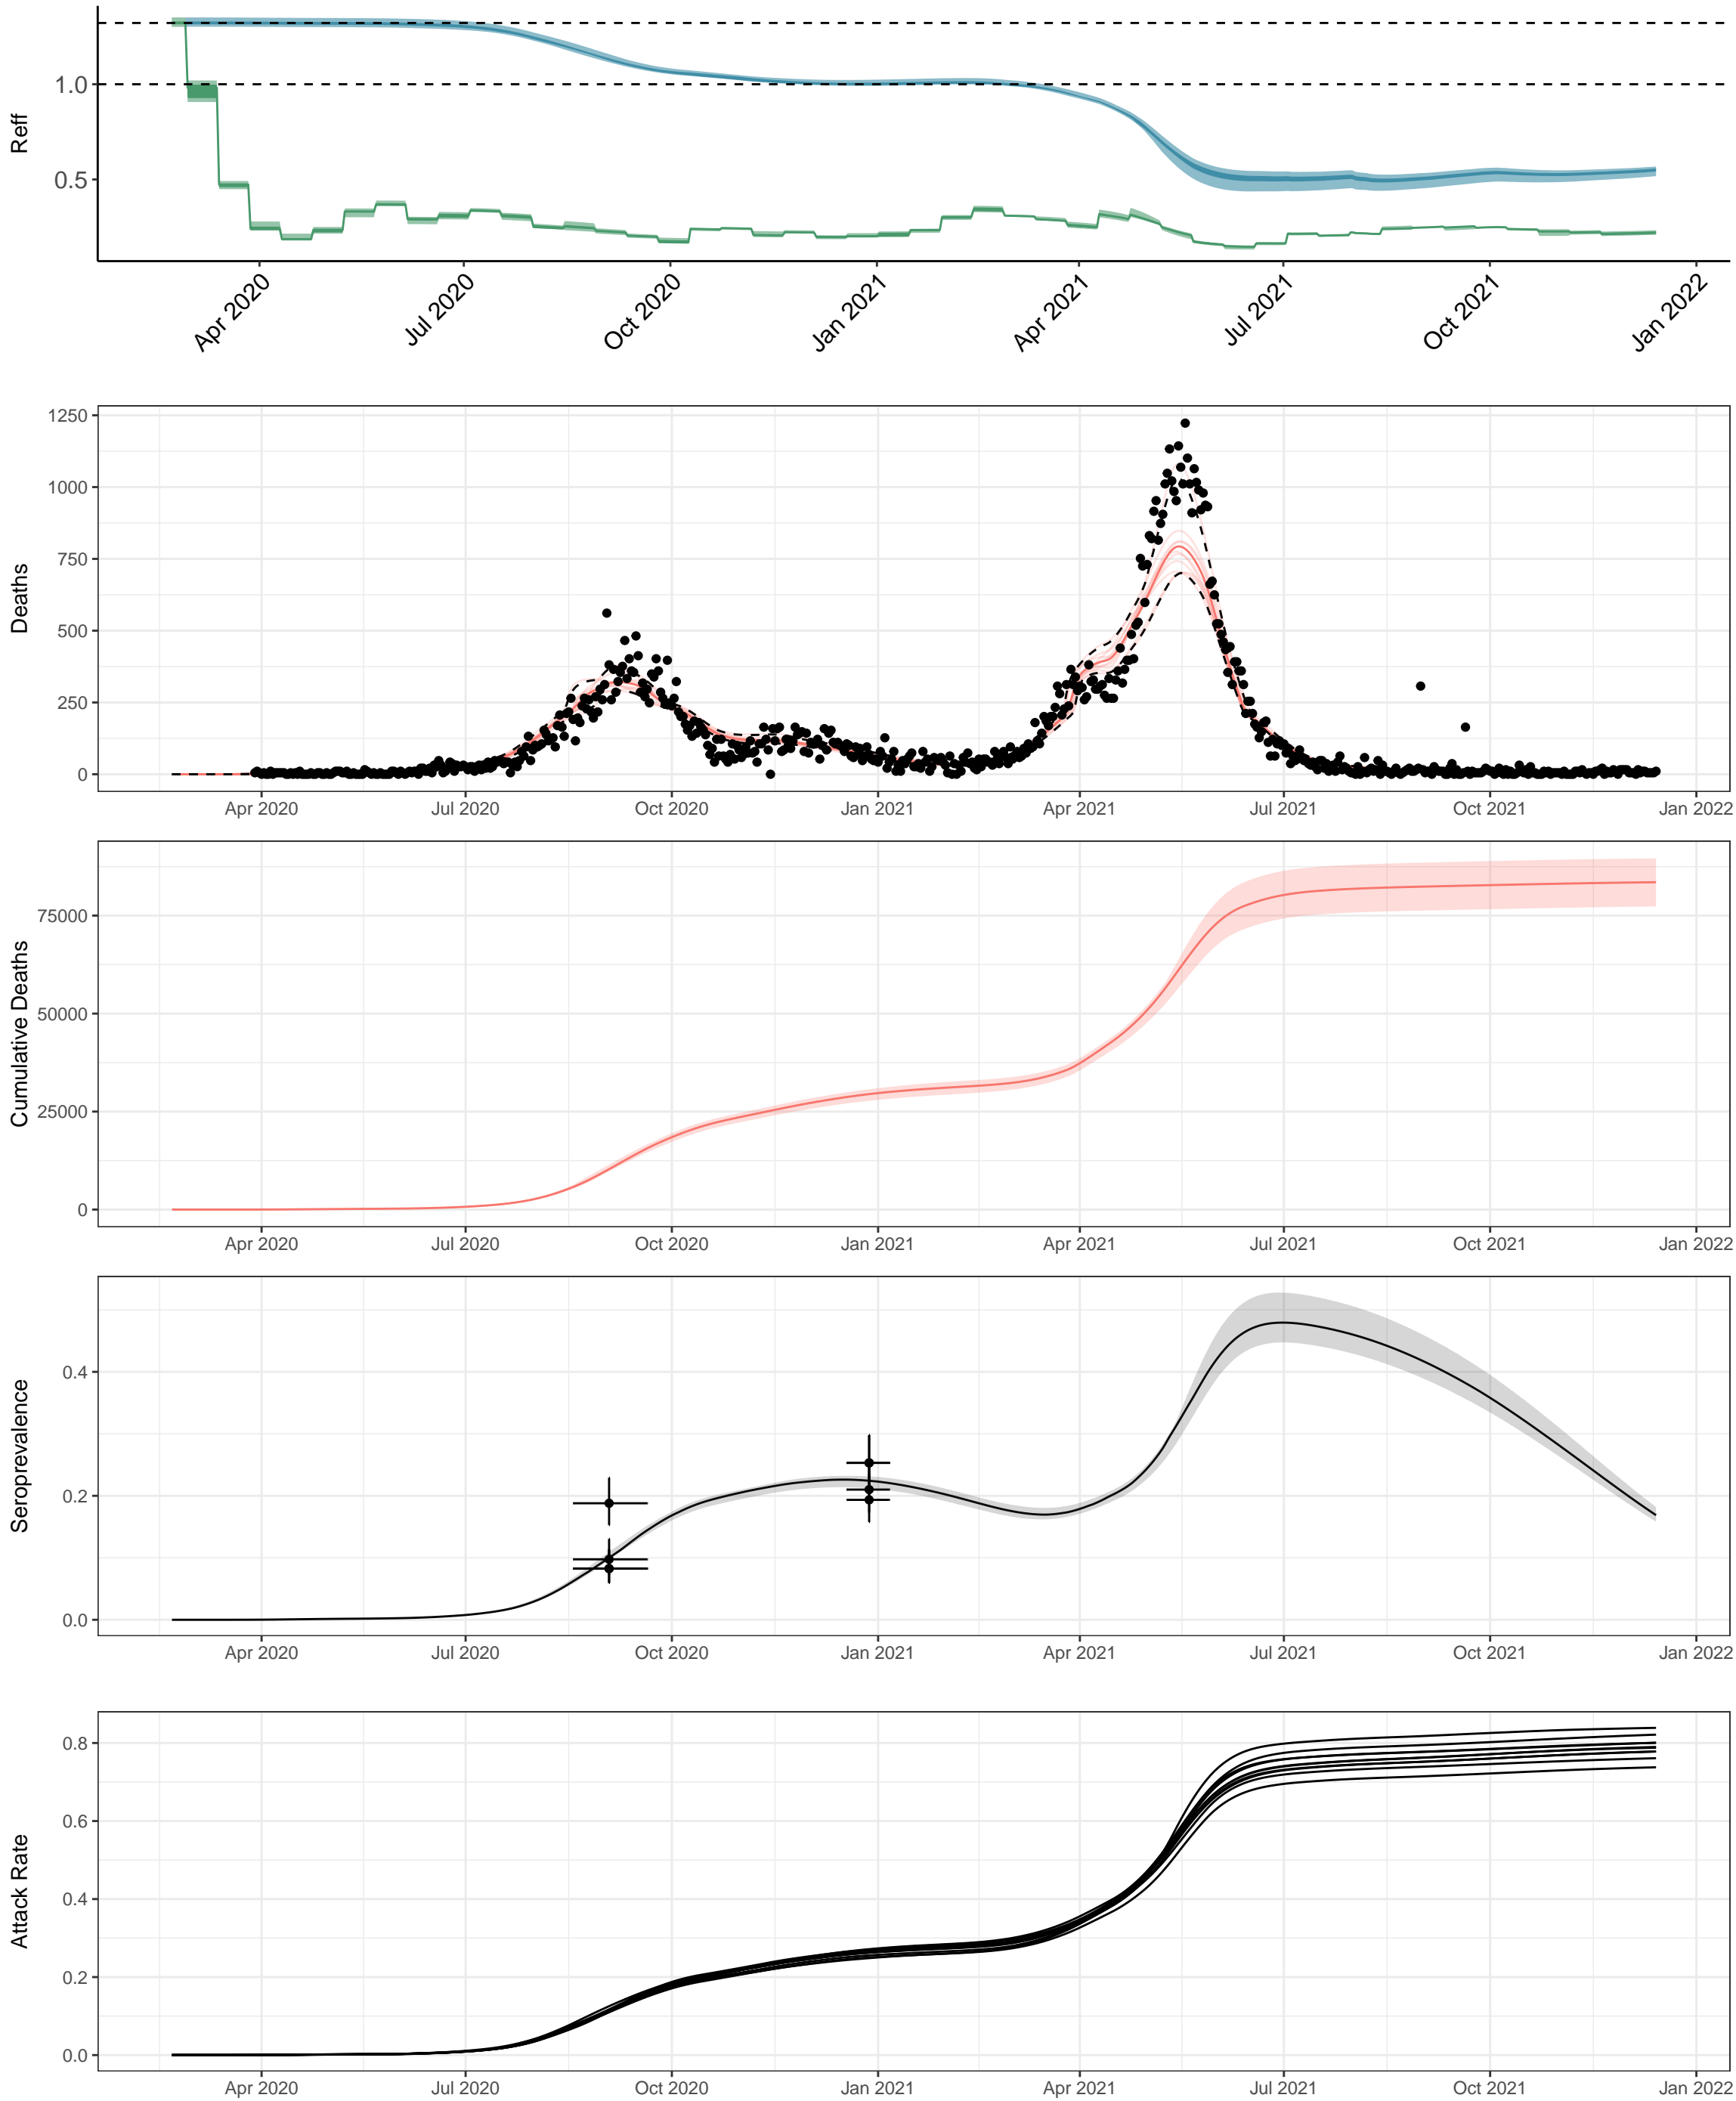 Reff
1.0
0.5
Apr 2020
Jul 2020
Oct 2020
Jan 2021
Apr 2021
Jul 2021
Oct 2021
Jan 2022
Deaths
1250
1000
750
500
250
0
Apr 2020 Jul 2020 Oct 2020 Jan 2021 Apr 2021 Jul 2021 Oct 2021 Jan 2022
Cumulative Deaths
75000
50000
25000
0
Apr 2020 Jul 2020 Oct 2020 Jan 2021 Apr 2021 Jul 2021 Oct 2021 Jan 2022
Seroprevalence
0.4
0.2
0.0
Apr 2020 Jul 2020 Oct 2020 Jan 2021 Apr 2021 Jul 2021 Oct 2021 Jan 2022
Attack Rate
0.8
0.6
0.4
0.2
0.0
Apr 2020 Jul 2020 Oct 2020 Jan 2021 Apr 2021 Jul 2021 Oct 2021 Jan 2022